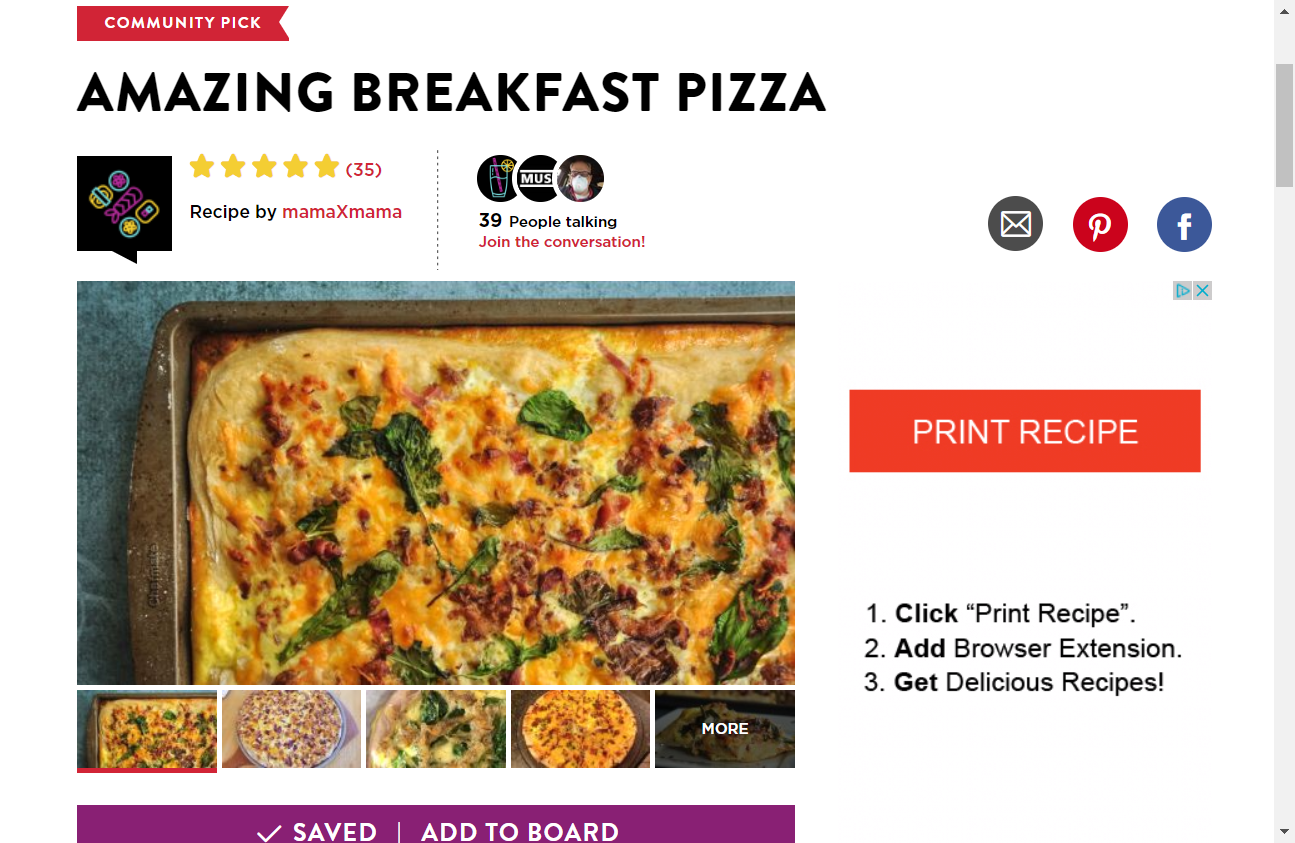 COMMUNITY PICK
AMAZING BREAKFAST PIZZA
(35)
Recipe by mamaXmama
MUS
39 People talking
Join the conversation!
PRINT RECIPE
1. Click “Print Recipe”.
2. Add Browser Extension.
3. Get Delicious Recipes!
Chefmate
MORE
SAVED | ADD TO BOARD